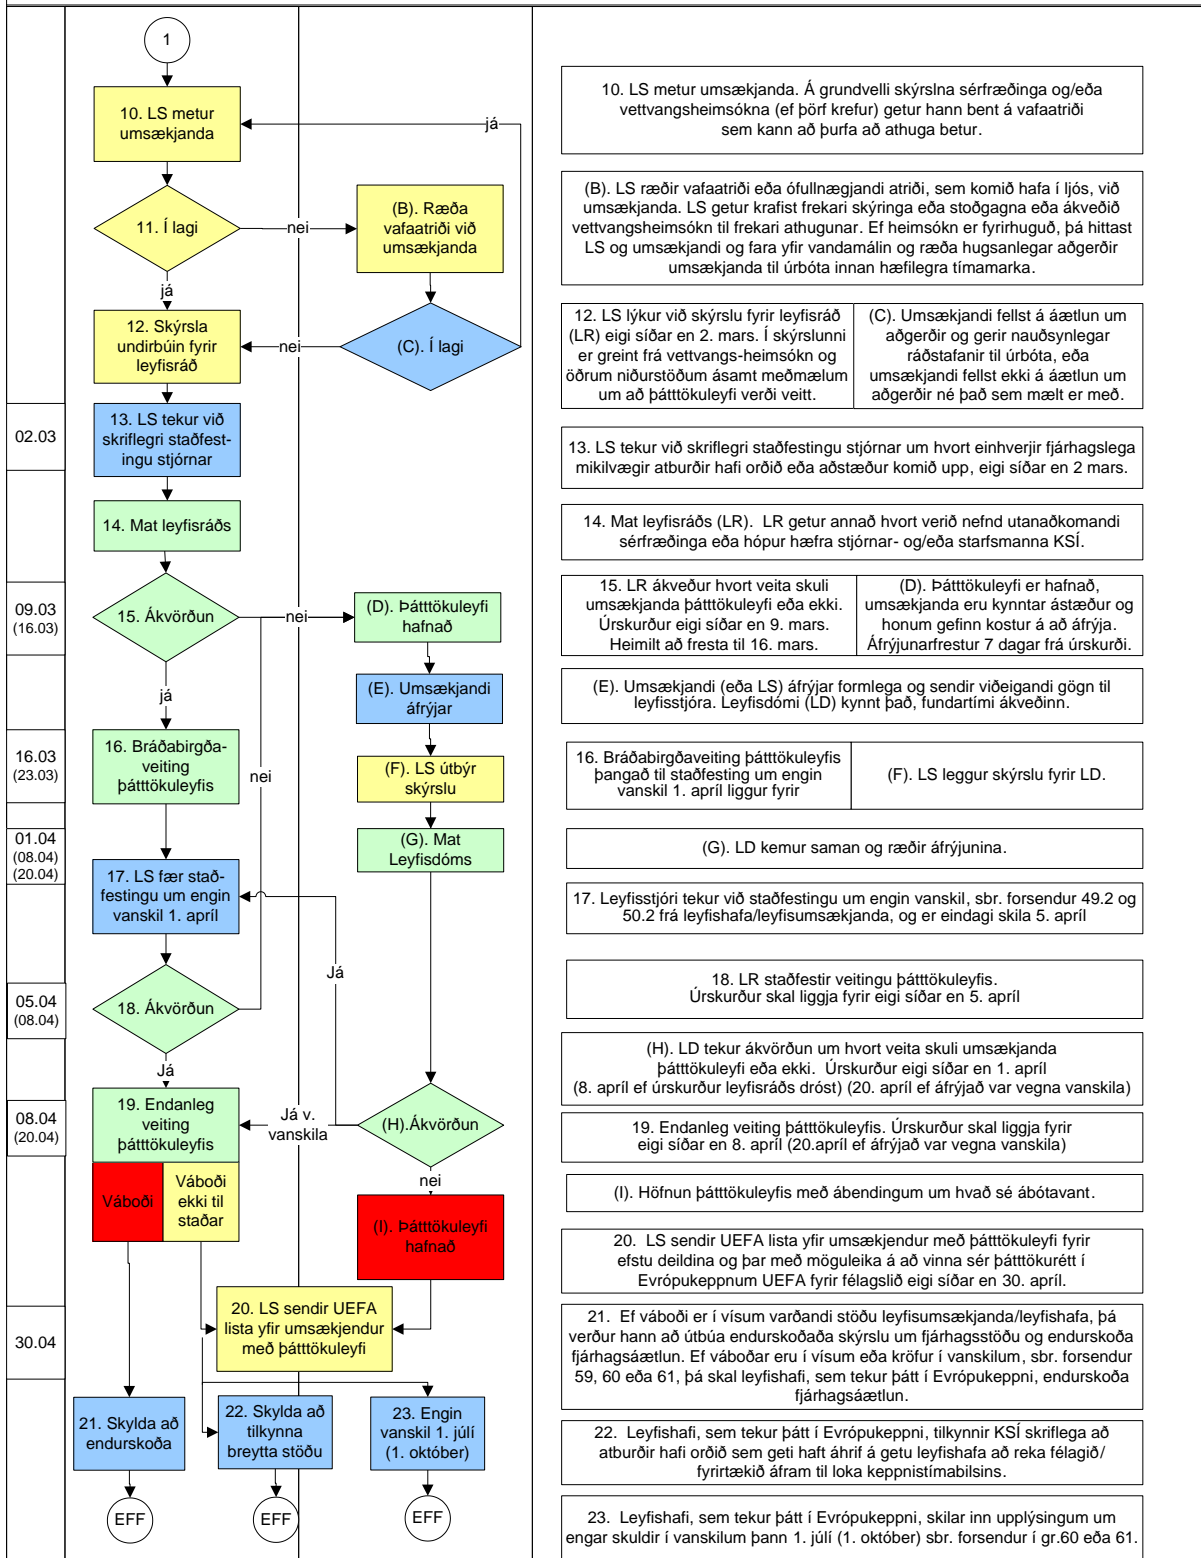 1
10. LS metur
umsækjanda
já
11. Í lagi
nei
(B). Ræða
vafaatriði við
umsækjanda
já
12. Skýrsla
undirbúin fyrir
leyfisráð
nei
(C). Í lagi
02.03
13. LS tekur við
skriflegri staðfest-
ingu stjórnar
14. Mat leyfisráðs
09.03
(16.03)
15. Ákvörðun
nei
(D). Þátttökuleyfi
hafnað
já
(E). Umsækjandi
áfrýjar
16.03
(23.03)
16. Bráðabirgða-
veiting
þátttökuleyfis
nei
(F). LS útbýr
skýrslu
01.04
(08.04)
(20.04)
(G). Mat
Leyfisdóms
17. LS fær stað-
festingu um engin
vanskil 1. apríl
Já
05.04
(08.04)
18. Ákvörðun
Já
08.04
(20.04)
19. Endanleg
veiting
þátttökuleyfis
Já v.
vanskila
(H).Ákvörðun
nei
Váboði
Váboði
ekki til
staðar
(I). Þátttökuleyfi
hafnað
30.04
20. LS sendir UEFA
lista yfir umsækjendur
með þátttökuleyfi
21. Skylda að
endurskoða
22. Skylda að
tilkynna
breytta stöðu
23. Engin
vanskil 1. júlí
(1. október)
EFF
EFF
EFF
10. LS metur umsækjanda. Á grundvelli skýrslna sérfræðinga og/eða
vettvangsheimsókna (ef þörf krefur) getur hann bent á vafaatriði
sem kann að þurfa að athuga betur.
(B). LS ræðir vafaatriði eða ófullnægjandi atriði, sem komið hafa í ljós, við
umsækjanda. LS getur krafist frekari skýringa eða stoðgagna eða ákveðið
vettvangsheimsókn til frekari athugunar. Ef heimsókn er fyrirhuguð, þá hittast
LS og umsækjandi og fara yfir vandamálin og ræða hugsanlegar aðgerðir
umsækjanda til úrbóta innan hæfilegra tímamarka.
12. LS lýkur við skýrslu fyrir leyfisráð
(LR) eigi síðar en 2. mars. Í skýrslunni
er greint frá vettvangs-heimsókn og
öðrum niðurstöðum ásamt meðmælum
um að þátttökuleyfi verði veitt.
(C). Umsækjandi fellst á áætlun um
aðgerðir og gerir nauðsynlegar
ráðstafanir til úrbóta, eða
umsækjandi fellst ekki á áætlun um
aðgerðir né það sem mælt er með.
13. LS tekur við skriflegri staðfestingu stjórnar um hvort einhverjir fjárhagslega
mikilvægir atburðir hafi orðið eða aðstæður komið upp, eigi síðar en 2 mars.
14. Mat leyfisráðs (LR).  LR getur annað hvort verið nefnd utanaðkomandi
sérfræðinga eða hópur hæfra stjórnar- og/eða starfsmanna KSÍ.
15. LR ákveður hvort veita skuli
umsækjanda þátttökuleyfi eða ekki.
Úrskurður eigi síðar en 9. mars.
Heimilt að fresta til 16. mars.
(D). Þátttökuleyfi er hafnað,
umsækjanda eru kynntar ástæður og
honum gefinn kostur á að áfrýja.
Áfrýjunarfrestur 7 dagar frá úrskurði.
(E). Umsækjandi (eða LS) áfrýjar formlega og sendir viðeigandi gögn til
leyfisstjóra. Leyfisdómi (LD) kynnt það, fundartími ákveðinn.
16. Bráðabirgðaveiting þátttökuleyfis
þangað til staðfesting um engin
vanskil 1. apríl liggur fyrir
(F). LS leggur skýrslu fyrir LD.
(G). LD kemur saman og ræðir áfrýjunina.
17. Leyfisstjóri tekur við staðfestingu um engin vanskil, sbr. forsendur 49.2 og
50.2 frá leyfishafa/leyfisumsækjanda, og er eindagi skila 5. apríl
18. LR staðfestir veitingu þátttökuleyfis.
Úrskurður skal liggja fyrir eigi síðar en 5. apríl
(H). LD tekur ákvörðun um hvort veita skuli umsækjanda
þátttökuleyfi eða ekki.  Úrskurður eigi síðar en 1. apríl
(8. apríl ef úrskurður leyfisráðs dróst) (20. apríl ef áfrýjað var vegna vanskila)
19. Endanleg veiting þátttökuleyfis. Úrskurður skal liggja fyrir
eigi síðar en 8. apríl (20.apríl ef áfrýjað var vegna vanskila)
(I). Höfnun þátttökuleyfis með ábendingum um hvað sé ábótavant.
20. LS sendir UEFA lista yfir umsækjendur með þátttökuleyfi fyrir
efstu deildina og þar með möguleika á að vinna sér þátttökurétt í
Evrópukeppnum UEFA fyrir félagslið eigi síðar en 30. apríl.
21.  Ef váboði er í vísum varðandi stöðu leyfisumsækjanda/leyfishafa, þá
verður hann að útbúa endurskoðaða skýrslu um fjárhagsstöðu og endurskoða
fjárhagsáætlun. Ef váboðar eru í vísum eða kröfur í vanskilum, sbr. forsendur
59, 60 eða 61, þá skal leyfishafi, sem tekur þátt í Evrópukeppni, endurskoða
fjárhagsáætlun.
22.  Leyfishafi, sem tekur þátt í Evrópukeppni, tilkynnir KSÍ skriflega að
atburðir hafi orðið sem geti haft áhrif á getu leyfishafa að reka félagið/
fyrirtækið áfram til loka keppnistímabilsins.
23.  Leyfishafi, sem tekur þátt í Evrópukeppni, skilar inn upplýsingum um
engar skuldir í vanskilum þann 1. júlí (1. október) sbr. forsendur í gr.60 eða 61.